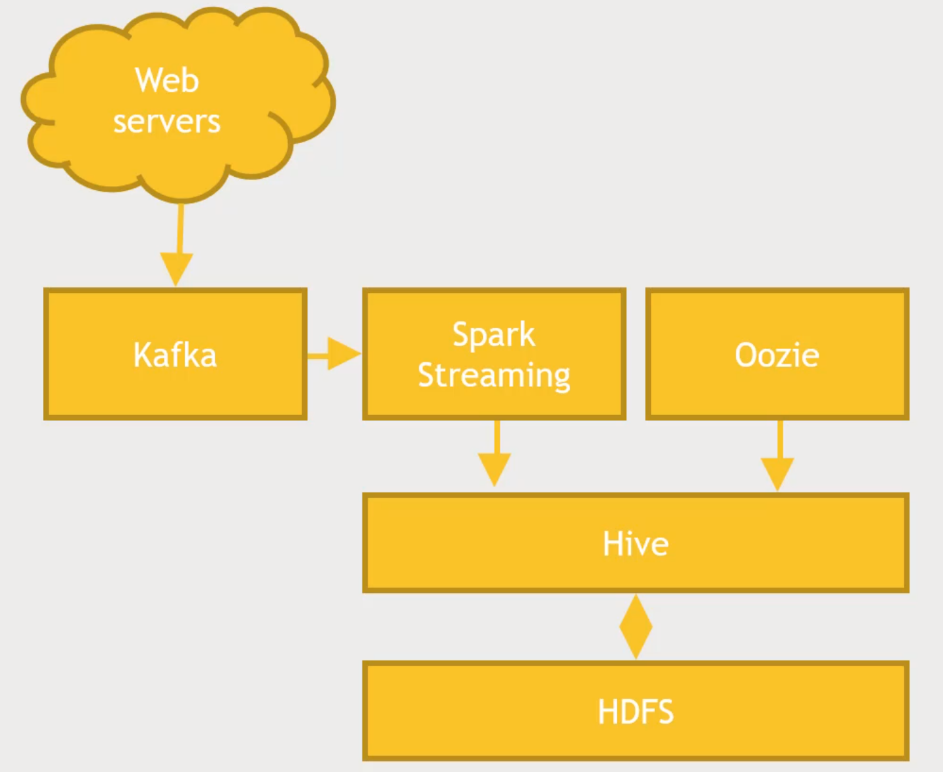 Web
servers
Kafka
Spark
Streaming
Oozie
Hive
HDFS